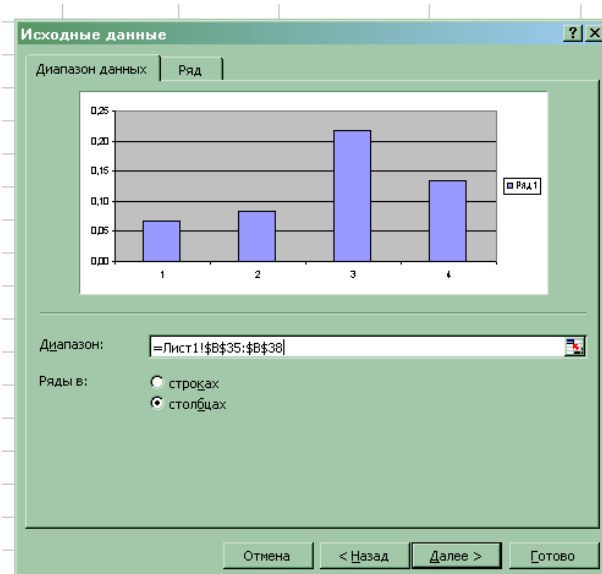 Исходные данные
Диапазон данных Ряд
0,25
0,20
0,15
0,10
0,05
0,00
1 2 3 4
Ряд1
Диапазон: =Лист1!$B$35:$B$38
Ряды в: строках
столбцах
Отмена < Назад Далее > Готово